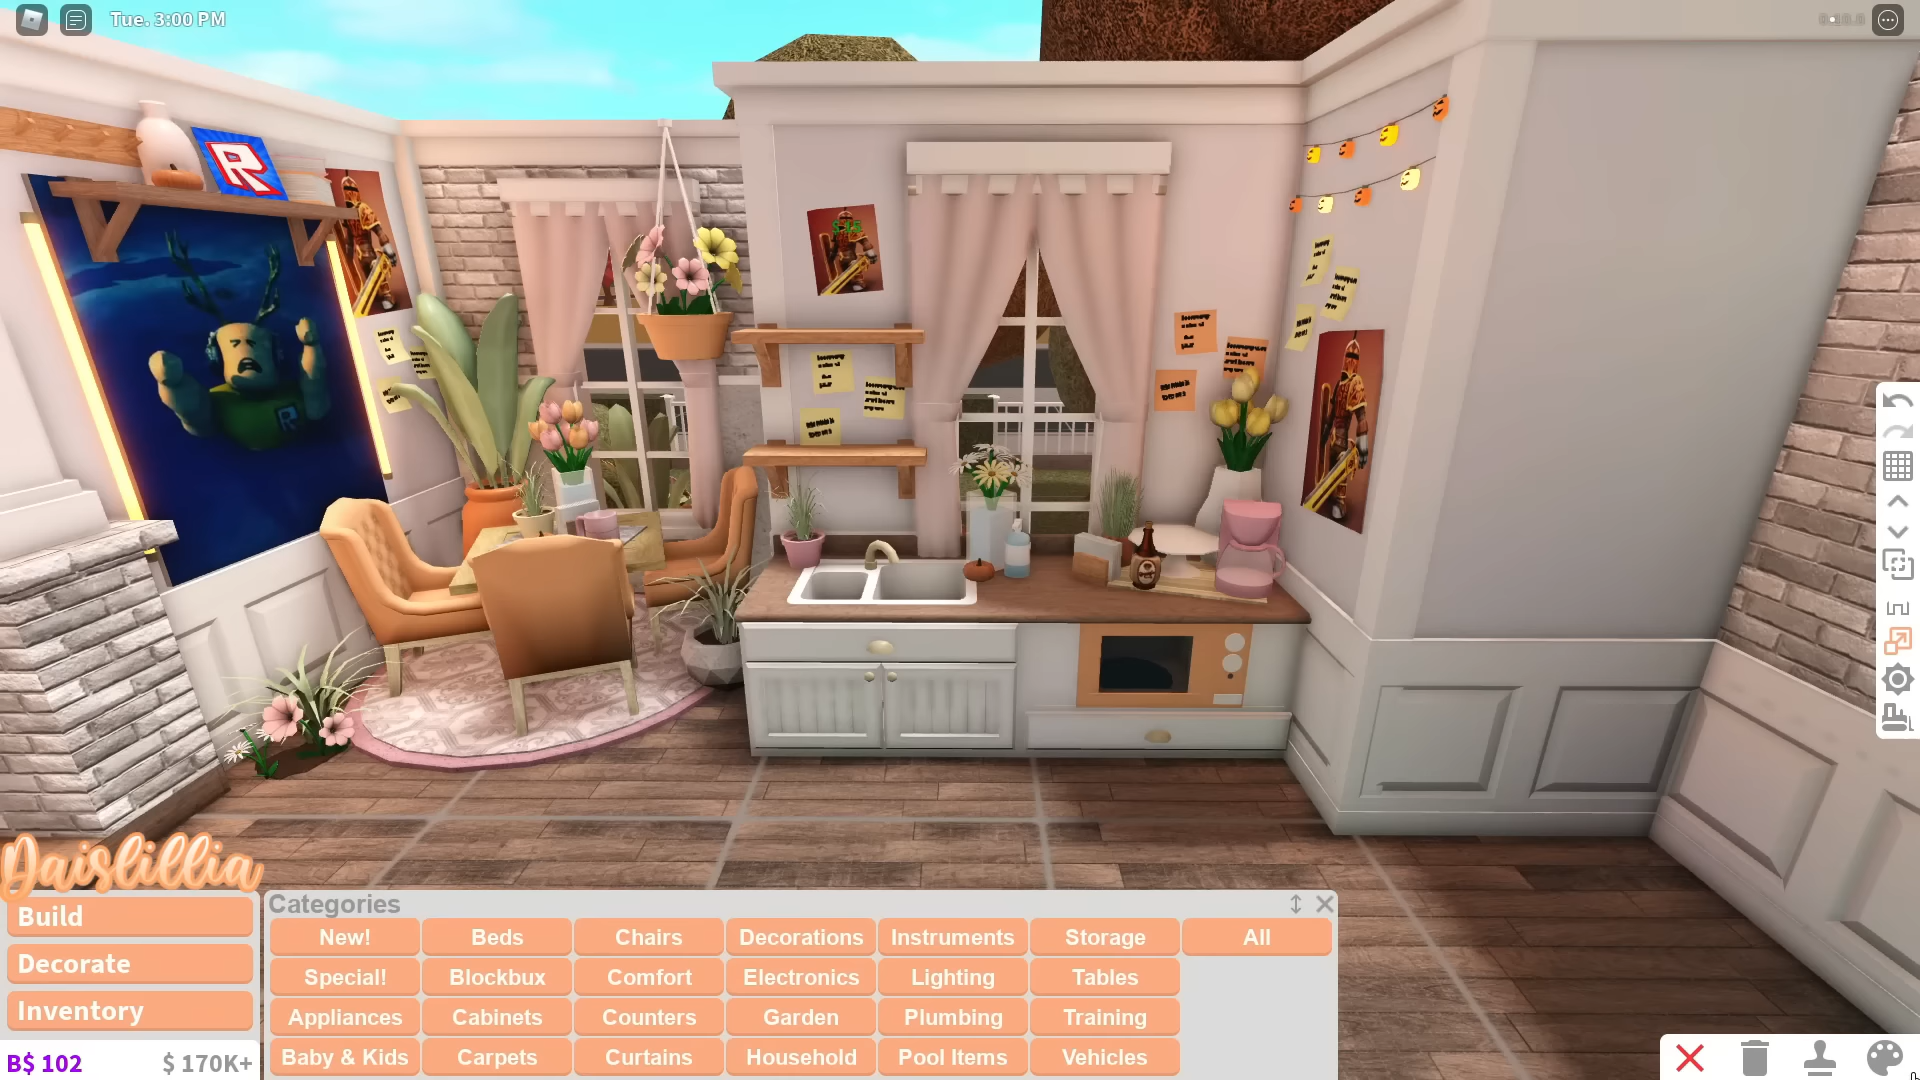 Tue. 3:00 PM
R
Daislillia
Build
Decorate
Inventory
B$ 102
$ 170K+
Categories
New!
Beds
Chairs
Decorations
Instruments
Storage
All
Special!
Blockbux
Comfort
Electronics
Lighting
Tables
Appliances
Cabinets
Counters
Garden
Plumbing
Training
Baby & Kids
Carpets
Curtains
Household
Pool Items
Vehicles